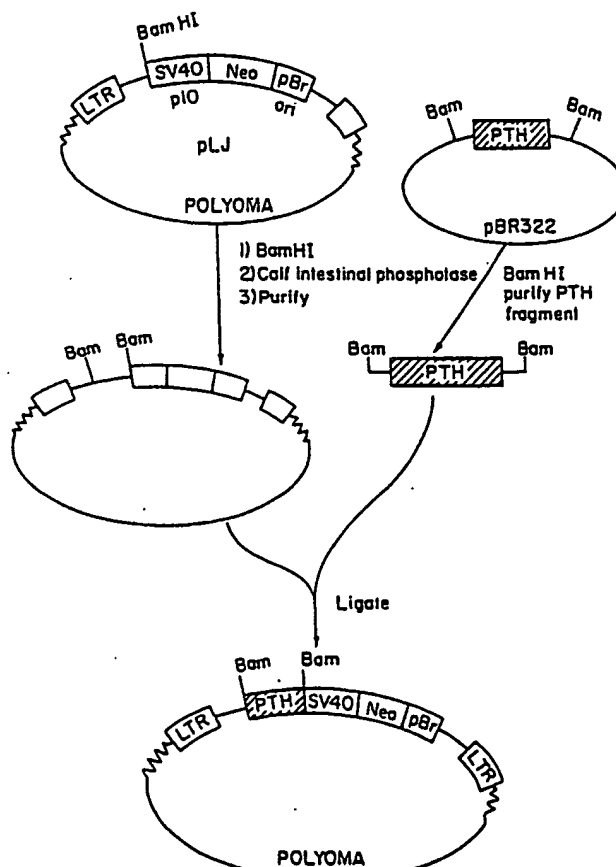 Bam HI
LTR
SV40 Neo pBr
pIO ori
pLJ
POLYOMA
Bam Bam
PTH
pBR322
1) BamHI
2) Calf intestinal phospholase
3) Purify
Bam HI
purify PTH
fragment
Bam Bam
Bam Bam
PTH
Ligate
Bam Bam
PTH SV40 Neo pBr
LTR LTR
POLYOMA